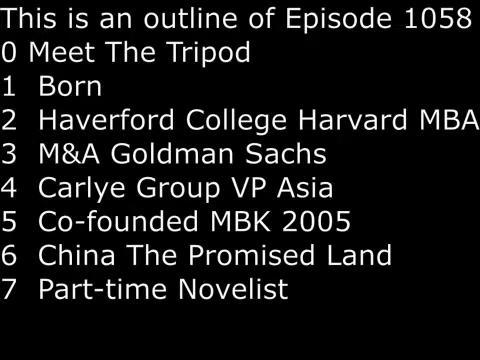 This is an outline of Episode 1058
0 Meet The Tripod
1 Born
2 Haverford College Harvard MBA
3 M&A Goldman Sachs
4 Carlye Group VP Asia
5 Co-founded MBK 2005
6 China The Promised Land
7 Part-time Novelist